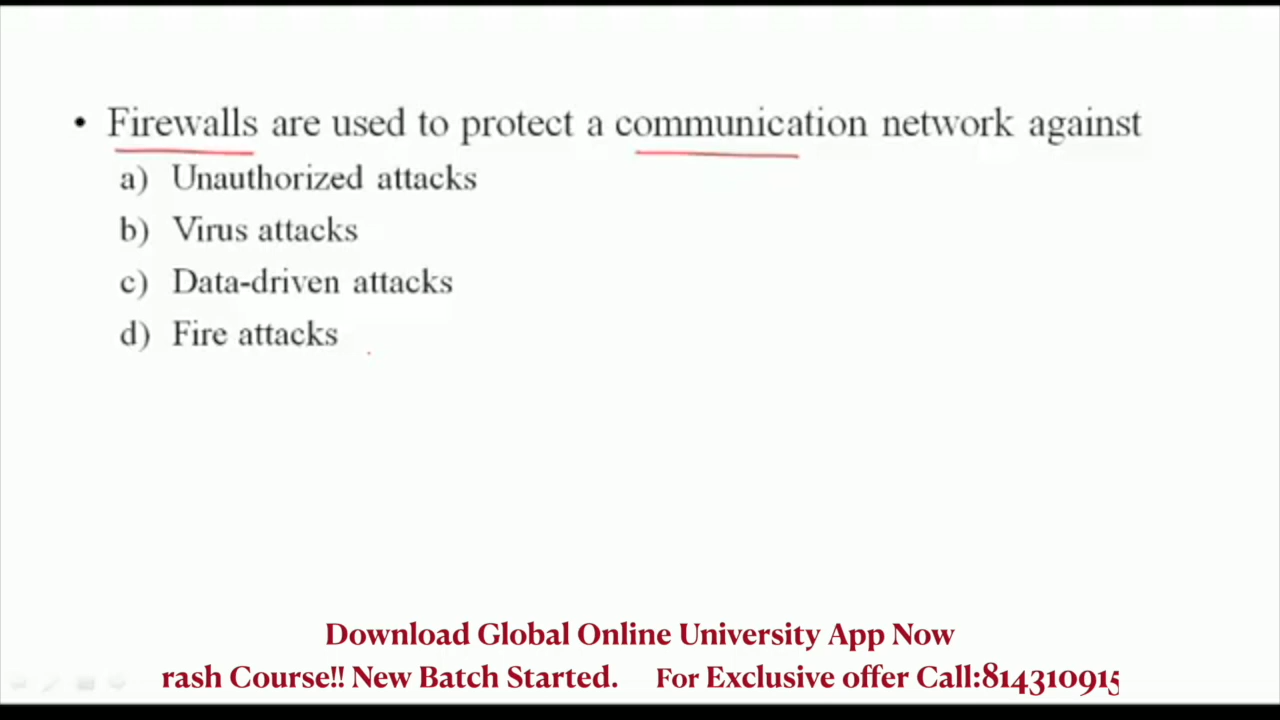 • Firewalls are used to protect a communication network against
a) Unauthorized attacks
b) Virus attacks
c) Data-driven attacks
d) Fire attacks
Download Global Online University App Now
rash Course!! New Batch Started. For Exclusive offer Call:814310915